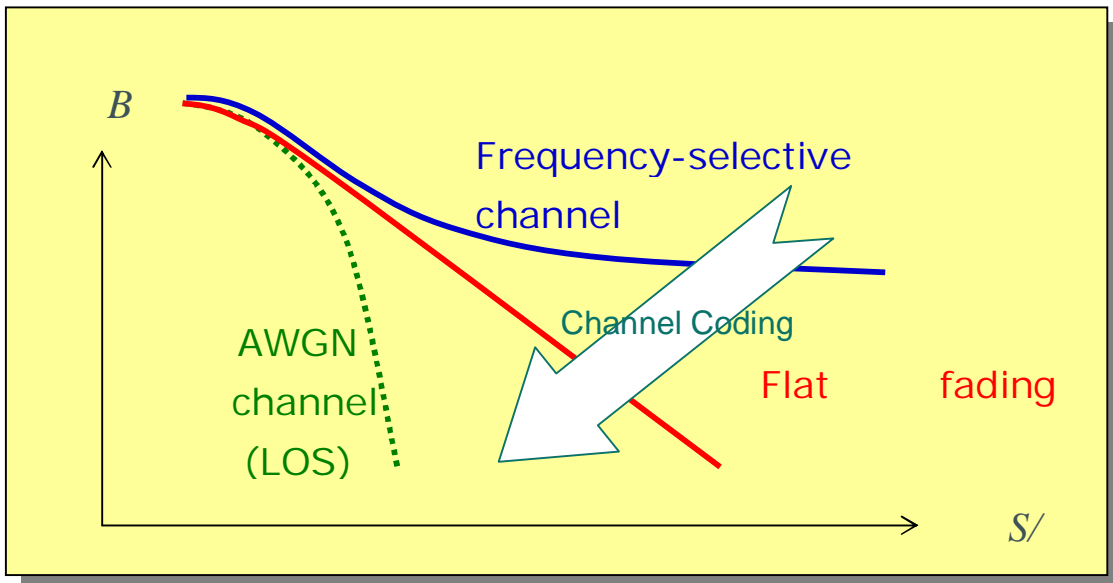 B
Frequency-selective
channel
Channel Coding
AWGN
channel
(LOS)
Flat fading
S/